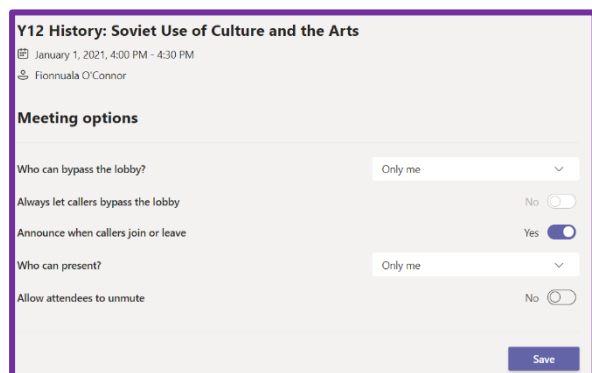 Y12 History: Soviet Use of Culture and the Arts
January 1, 2021, 4:00 PM - 4:30 PM
Fionnuala O'Connor
Meeting options
Who can bypass the lobby? Only me
Always let callers bypass the lobby No
Announce when callers join or leave Yes
Who can present? Only me
Allow attendees to unmute No
Save